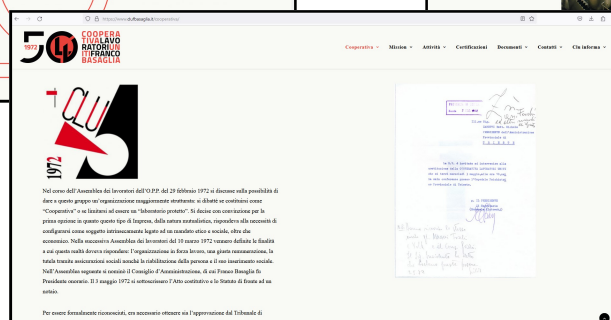 https://www.clufbasaglia.it/cooperativa/
1972
COOPERA
TIVALAVO
RATORIUN
ITIFRANCO
BASAGLIA
Cooperativa
Mission
Attività
Certificazioni
Documenti
Contatti
Clu informa
CLU
1972
Nel corso dell'Assemblea dei lavoratori dell'O.P.P. del 29 febbraio 1972 si discusse sulla possibilità di
dare a questo gruppo un'organizzazione maggiormente strutturata: si dibatté se costituirsi come
"Cooperativa" o se limitarsi ad essere un "laboratorio protetto". Si decise con convinzione per la
prima opzione in quanto questo tipo di Impresa, dalla natura mutualistica, rispondeva alla necessità di
configurarsi come soggetto intrinsecamente legato ad un mandato etico e sociale, oltre che
economico. Nella successiva Assemblea dei lavoratori del 10 marzo 1972 vennero definite le finalità
a cui questa realtà doveva rispondere: l'organizzazione in forza lavoro, una giusta remunerazione, la
tutela tramite assicurazioni sociali nonché la riabilitazione della persona e il suo inserimento sociale.
Nell'Assemblea seguente si nominò il Consiglio d'Amministrazione, di cui Franco Basaglia fù
Presidente onorario. Il 3 maggio 1972 si sottoscrissero l'Atto costitutivo e lo Statuto di fronte ad un
notaio.
Per essere formalmente riconosciuti, era necessario ottenere sia l'approvazione dal Tribunale di